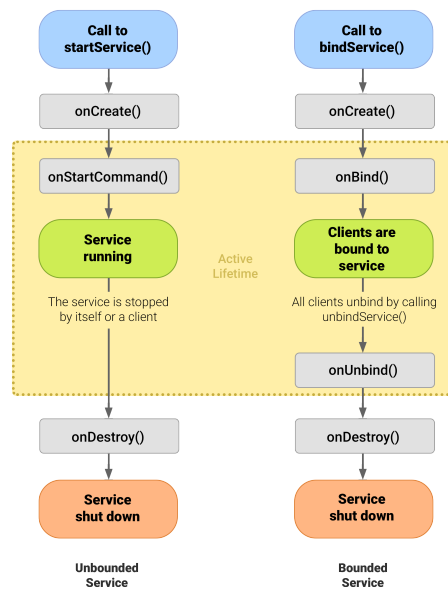 Call to
startService()
onCreate()
onStartCommand()
Service
running
The service is stopped
by itself or a client
onDestroy()
Service
shut down
Unbounded
Service
Active
Lifetime
Call to
bindService()
onCreate()
onBind()
Clients are
bound to
service
All clients unbind by calling
unbindService()
onUnbind()
onDestroy()
Service
shut down
Bounded
Service